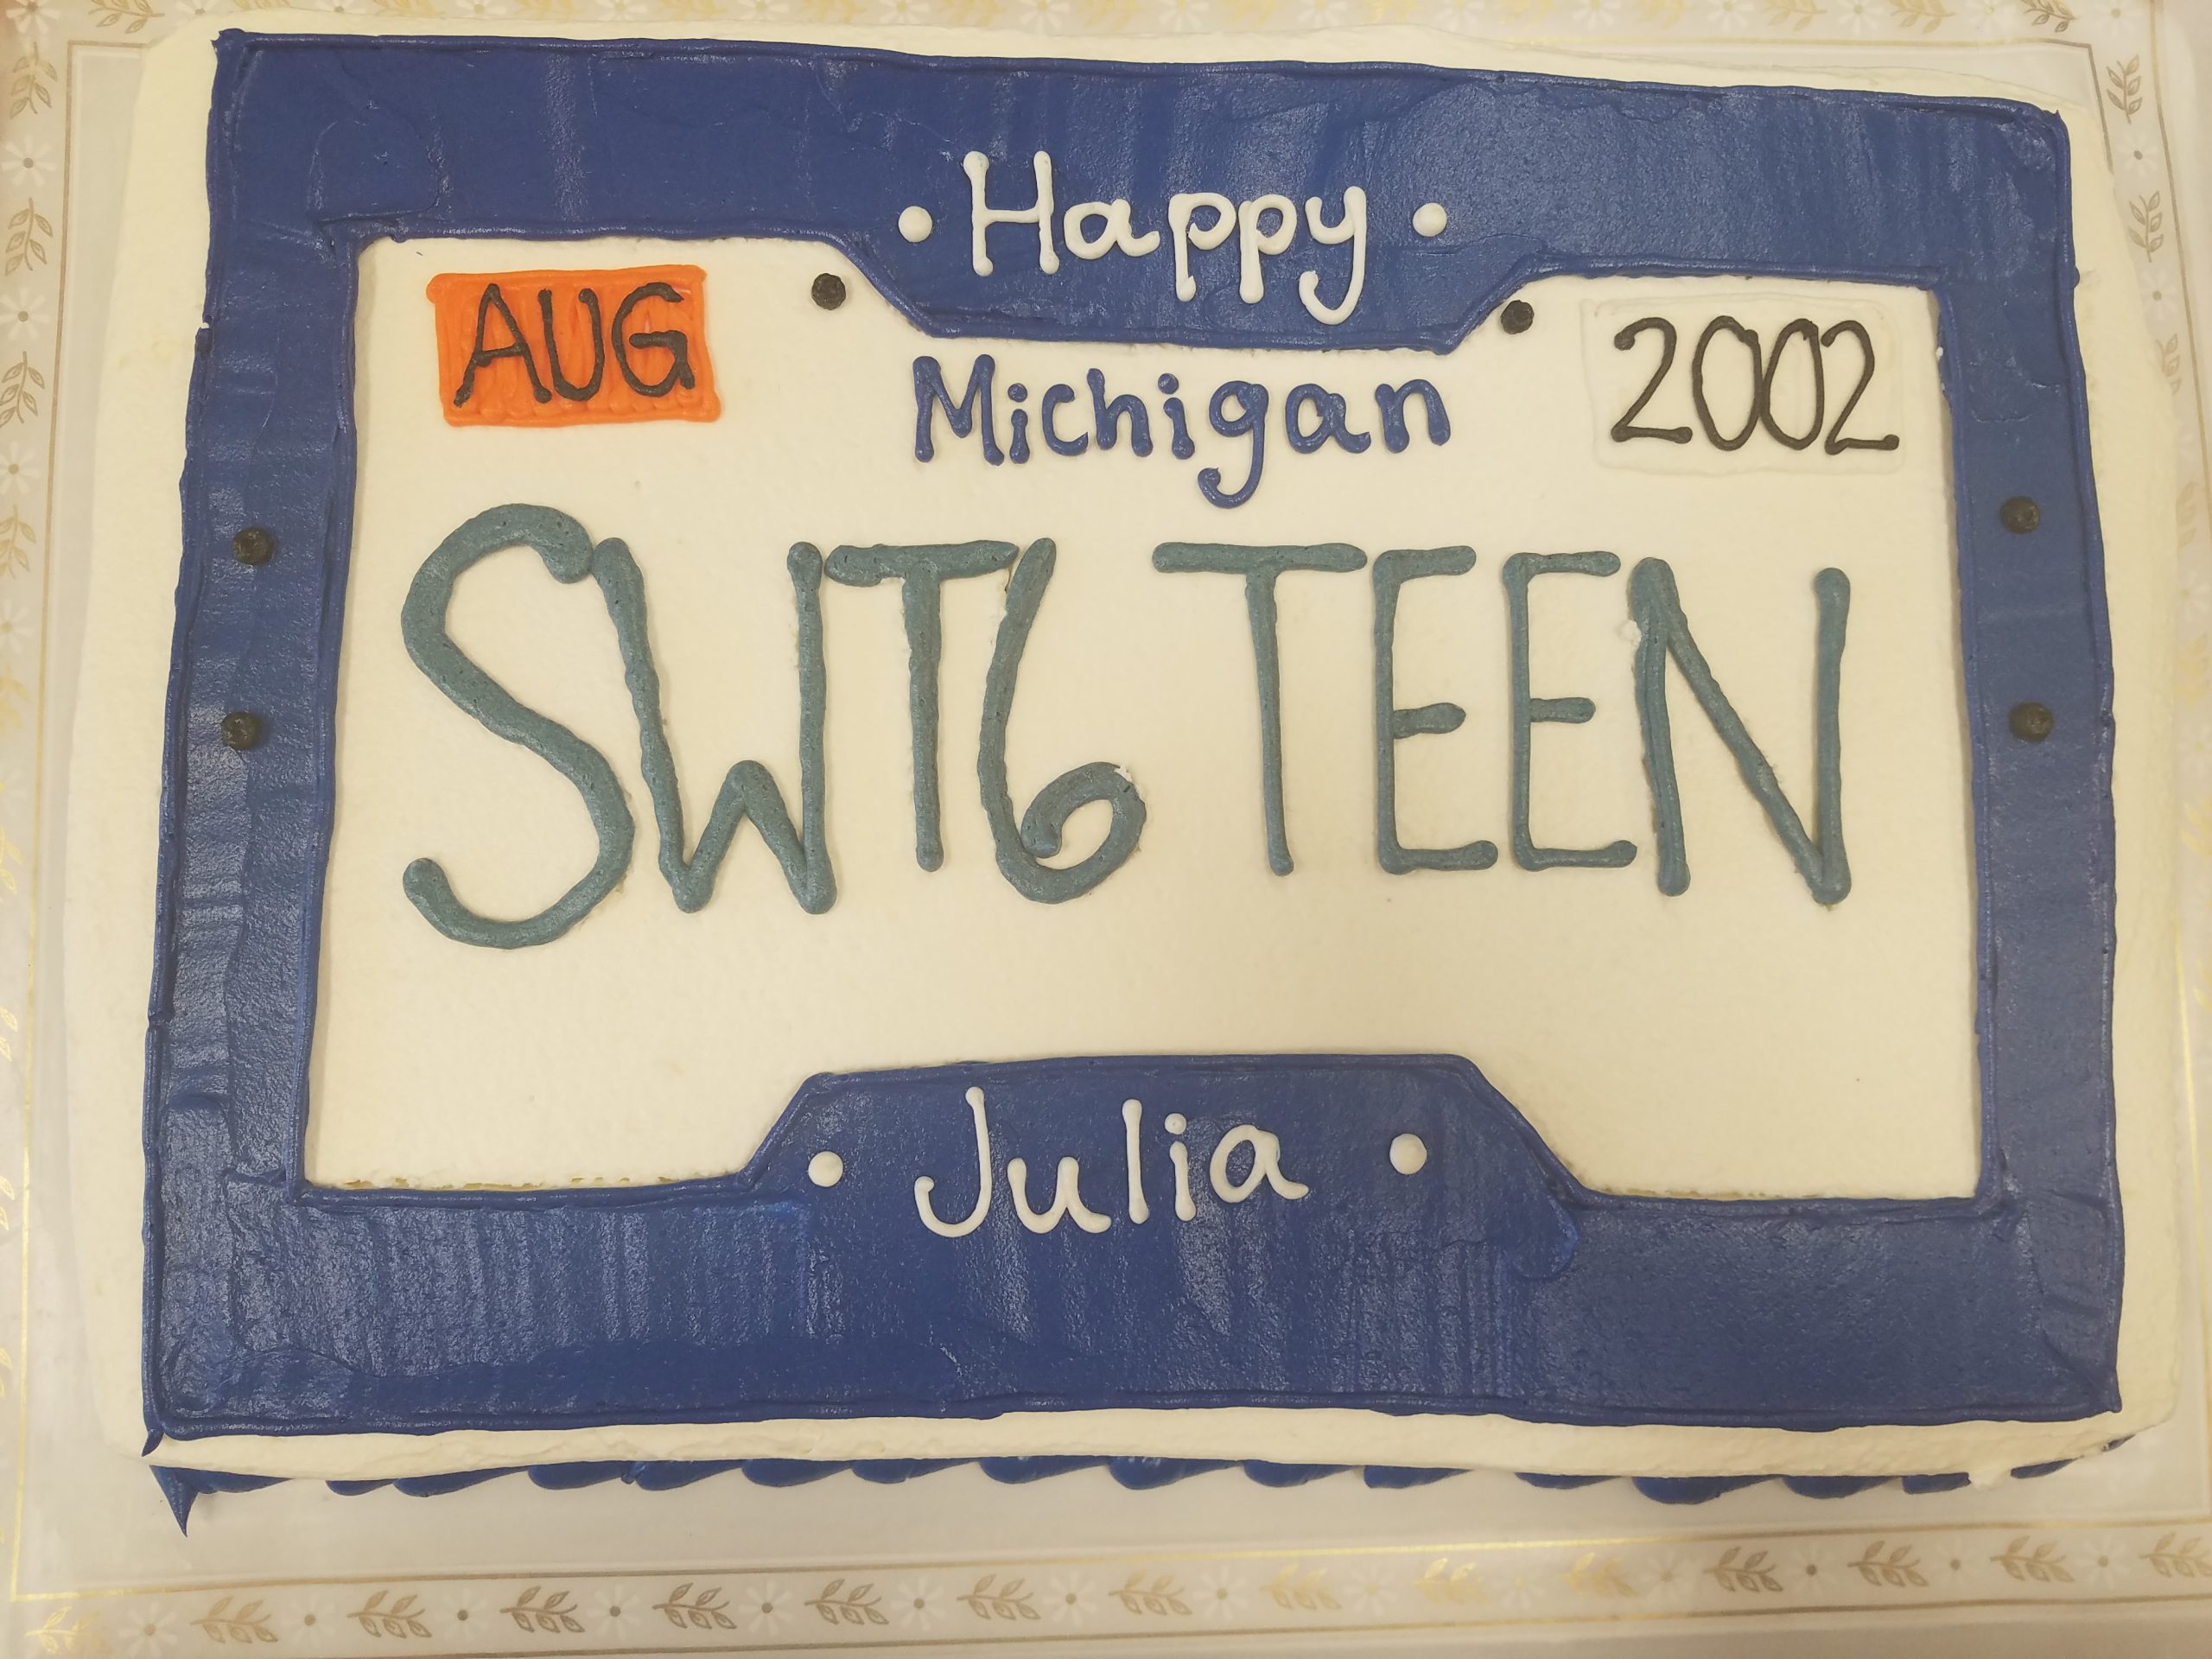 Happy
AUG
Michigan
2002
SWT6 TEEN
Julia